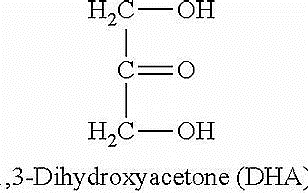 H₂C—OH
C=O
H₂C—OH
,3-Dihydroxyacetone (DHA)